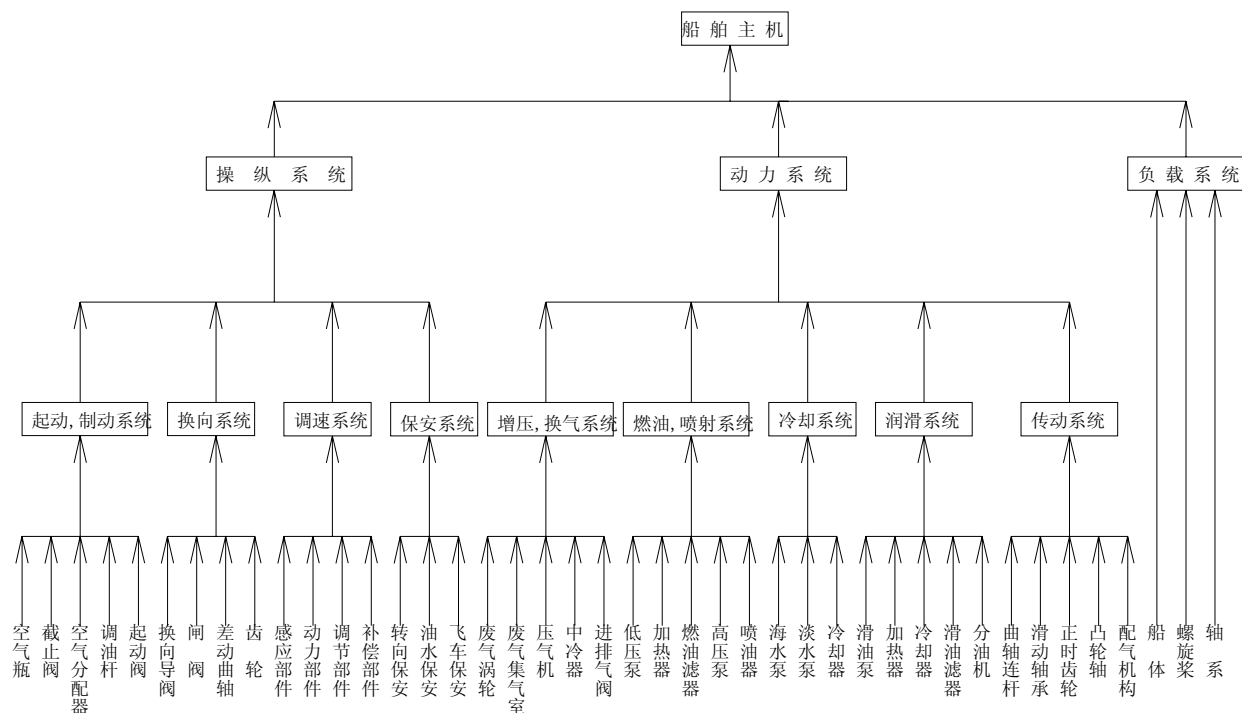 船舶主机
操纵系统
动力系统
负载系统
起动,制动系统
换向系统
调速系统
保安系统
增压,换气系统
燃油,喷射系统
冷却系统
润滑系统
传动系统
空气瓶
截止阀
空气分配器
调油杆
起动阀
换向导阀
闸阀
差动曲轴
齿轮
感应部件
动力部件
调节部件
补偿部件
转向保安
油水保安
飞车保安
废气涡轮
废气集气室
压气机
中冷器
进排气阀
低压泵
加热器
燃油滤器
高压泵
喷油器
海水泵
淡水泵
冷却器
滑油泵
加热器
冷却器
滑油滤器
分油机
曲轴连杆
滑动轴承
正时齿轮
凸轮轴
配气机构
船体
螺旋桨
轴系